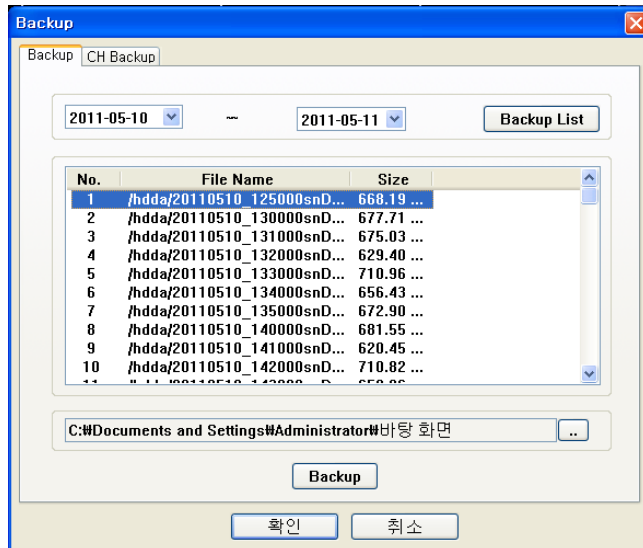 Backup
Backup CH Backup
2011-05-10 ~ 2011-05-11 Backup List
No. File Name Size
1 /hdda/20110510_125000snD... 668.19 ...
2 /hdda/20110510_130000snD... 677.71 ...
3 /hdda/20110510_131000snD... 675.03 ...
4 /hdda/20110510_132000snD... 629.40 ...
5 /hdda/20110510_133000snD... 710.96 ...
6 /hdda/20110510_134000snD... 656.43 ...
7 /hdda/20110510_135000snD... 672.90 ...
8 /hdda/20110510_140000snD... 681.55 ...
9 /hdda/20110510_141000snD... 620.45 ...
10 /hdda/20110510_142000snD... 710.82 ...
C:₩Documents and Settings₩Administrator₩바탕 화면 ..
Backup
확인 취소